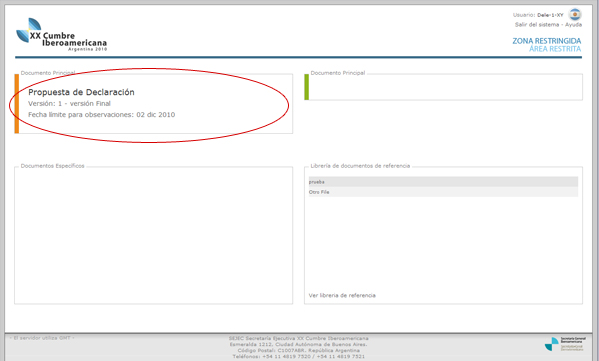 XX Cumbre
Iberoamericana
Argentina 2010
Usuario: Dele-1-XY
Salir del sistema - Ayuda
ZONA RESTRINGIDA
ÁREA RESTRITA
Documento Principal
Propuesta de Declaración
Versión: 1 - versión Final
Fecha límite para observaciones: 02 dic 2010
Documento Principal
Documentos Específicos
Librería de documentos de referencia
prueba
Otro File
Ver libreria de referencia
- El servidor utiliza GMT -
SEIEC Secretaría Ejecutiva XX Cumbre Iberoamericana
Esmeralda 1212, Ciudad Autónoma de Buenos Aires.
Código Postal: C1007ABR. República Argentina
Teléfonos: +54 11 4819 7520 / +54 11 4819 7521
Secretaría General
Iberoamericana